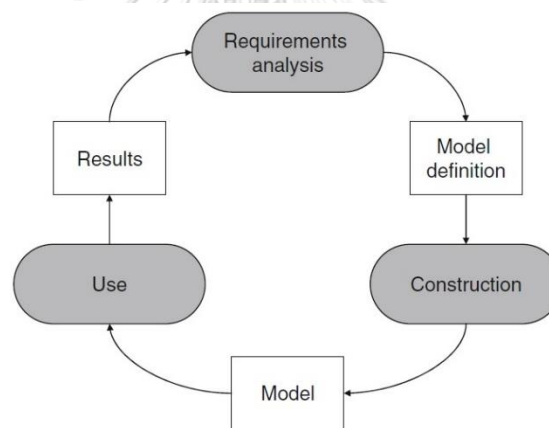 Requirements
analysis
Results
Model
definition
Use
Construction
Model